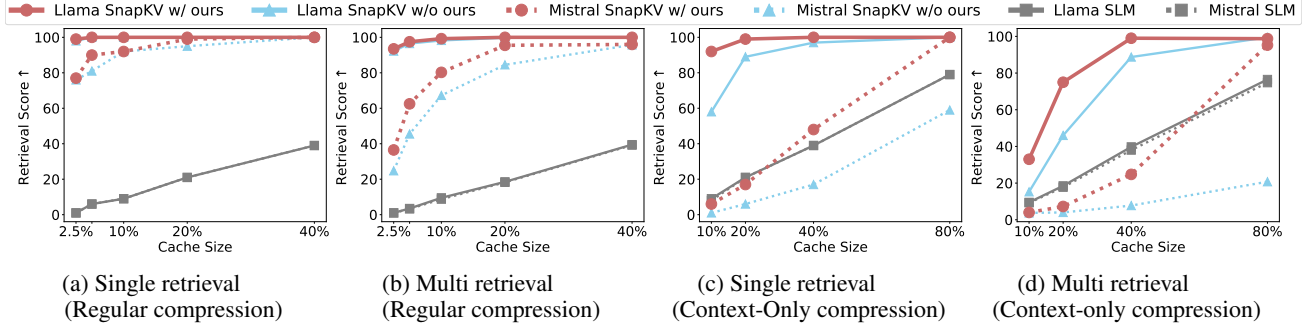 Llama SnapKV w/ ours Llama SnapKV w/o ours Mistral SnapKV w/ ours Mistral SnapKV w/o ours Llama SLM Mistral SLM
Retrieval Score ↑
100
80
60
40
20
0
2.5% 10% 20% 40%
Cache Size
(a) Single retrieval
(Regular compression)
Retrieval Score ↑
100
80
60
40
20
0
2.5% 10% 20% 40%
Cache Size
(b) Multi retrieval
(Regular compression)
Retrieval Score ↑
100
80
60
40
20
0
10% 20% 40% 80%
Cache Size
(c) Single retrieval
(Context-Only compression)
Retrieval Score ↑
100
80
60
40
20
0
10% 20% 40% 80%
Cache Size
(d) Multi retrieval
(Context-only compression)